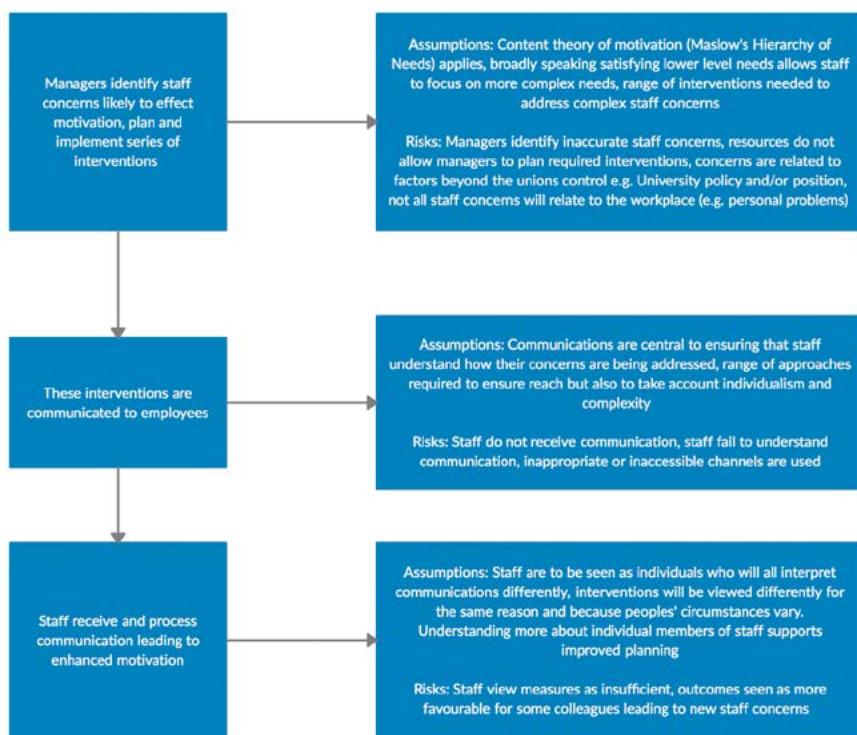 Managers identify staff
concerns likely to effect
motivation, plan and
implement series of
interventions
Assumptions: Content theory of motivation (Maslow's Hierarchy of
Needs) applies, broadly speaking satisfying lower level needs allows staff
to focus on more complex needs, range of interventions needed to
address complex staff concerns
Risks: Managers identify inaccurate staff concerns, resources do not
allow managers to plan required interventions, concerns are related to
factors beyond the unions control e.g. University policy and/or position,
not all staff concerns will relate to the workplace (e.g. personal problems)
These interventions are
communicated to employees
Assumptions: Communications are central to ensuring that staff
understand how their concerns are being addressed, range of approaches
required to ensure reach but also to take account individualism and
complexity
Risks: Staff do not receive communication, staff fail to understand
communication, inappropriate or inaccessible channels are used
Staff receive and process
communication leading to
enhanced motivation
Assumptions: Staff are to be seen as individuals who will all interpret
communications differently, interventions will be viewed differently for
the same reason and because peoples' circumstances vary.
Understanding more about individual members of staff supports
improved planning
Risks: Staff view measures as insufficient, outcomes seen as more
favourable for some colleagues leading to new staff concerns